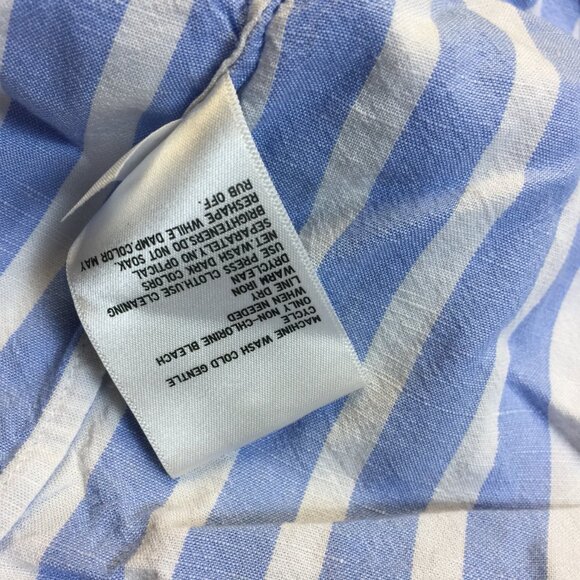 MACHINE WASH COLD GENTLE
CYCLE
ONLY NON-CHLORINE BLEACH
WHEN NEEDED
LINE DRY
WARM IRON
DRYCLEAN
USE PRESS CLOTH.USE CLEANING
NET.WASH DARK COLORS
SEPARATELY.NO OPTICAL
BRIGHTENERS.DO NOT SOAK.
RESHAPE WHILE DAMP.COLOR MAY
RUB OFF.